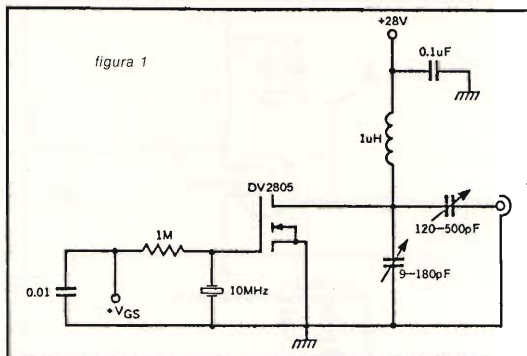 +28V
figura 1
0.1uF
1uH
DV2805
120-500pF
1M
9-180pF
0.01
10MHz
+VGS